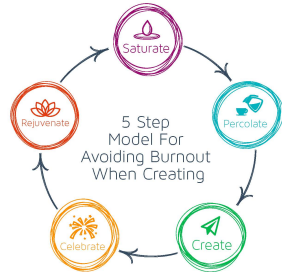 Saturate
Percolate
Create
Celebrate
Rejuvenate
5 Step
Model For
Avoiding Burnout
When Creating